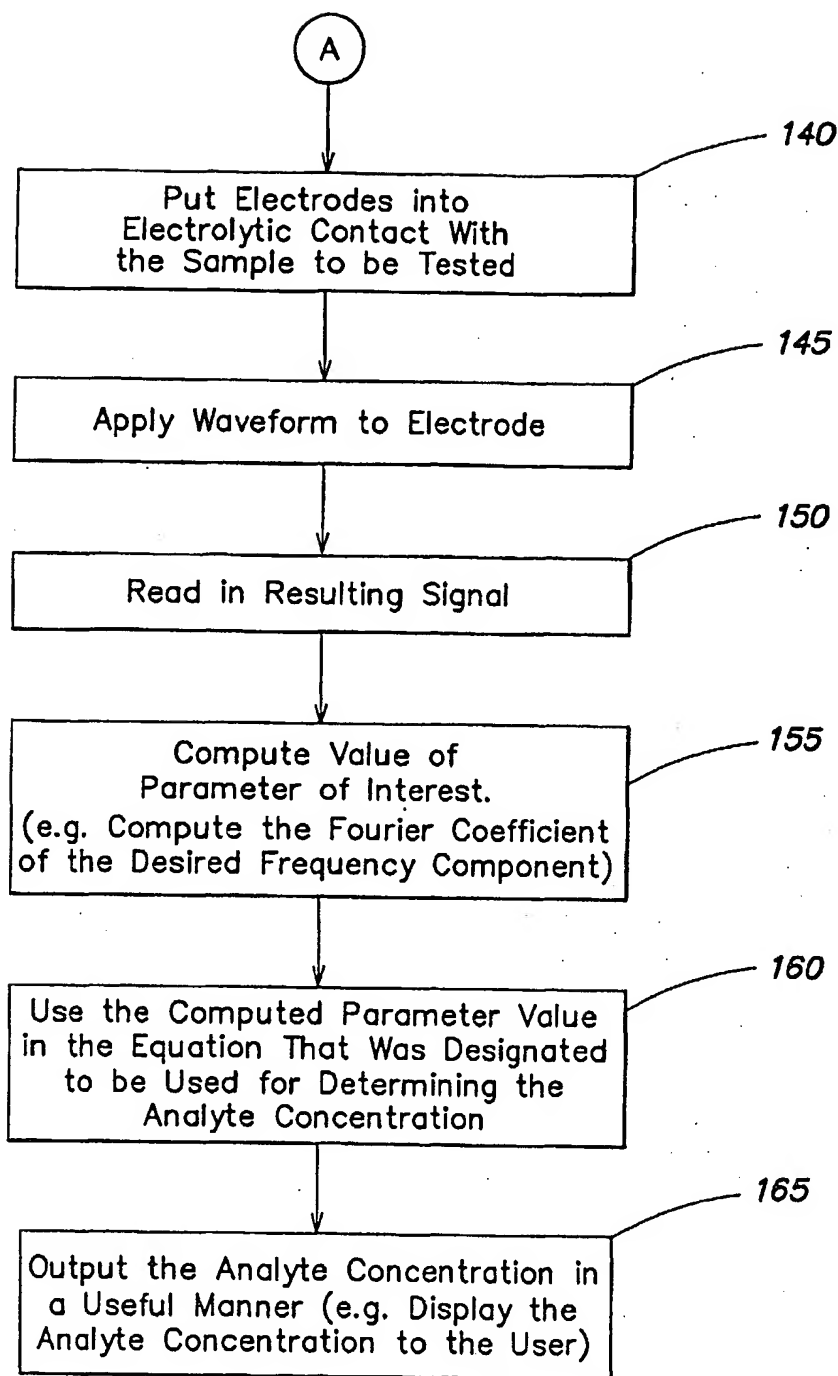 A
140
Put Electrodes into
Electrolytic Contact With
the Sample to be Tested
145
Apply Waveform to Electrode
150
Read in Resulting Signal
155
Compute Value of
Parameter of Interest.
(e.g. Compute the Fourier Coefficient
of the Desired Frequency Component)
160
Use the Computed Parameter Value
in the Equation That Was Designated
to be Used for Determining the
Analyte Concentration
165
Output the Analyte Concentration in
a Useful Manner (e.g. Display the
Analyte Concentration to the User)